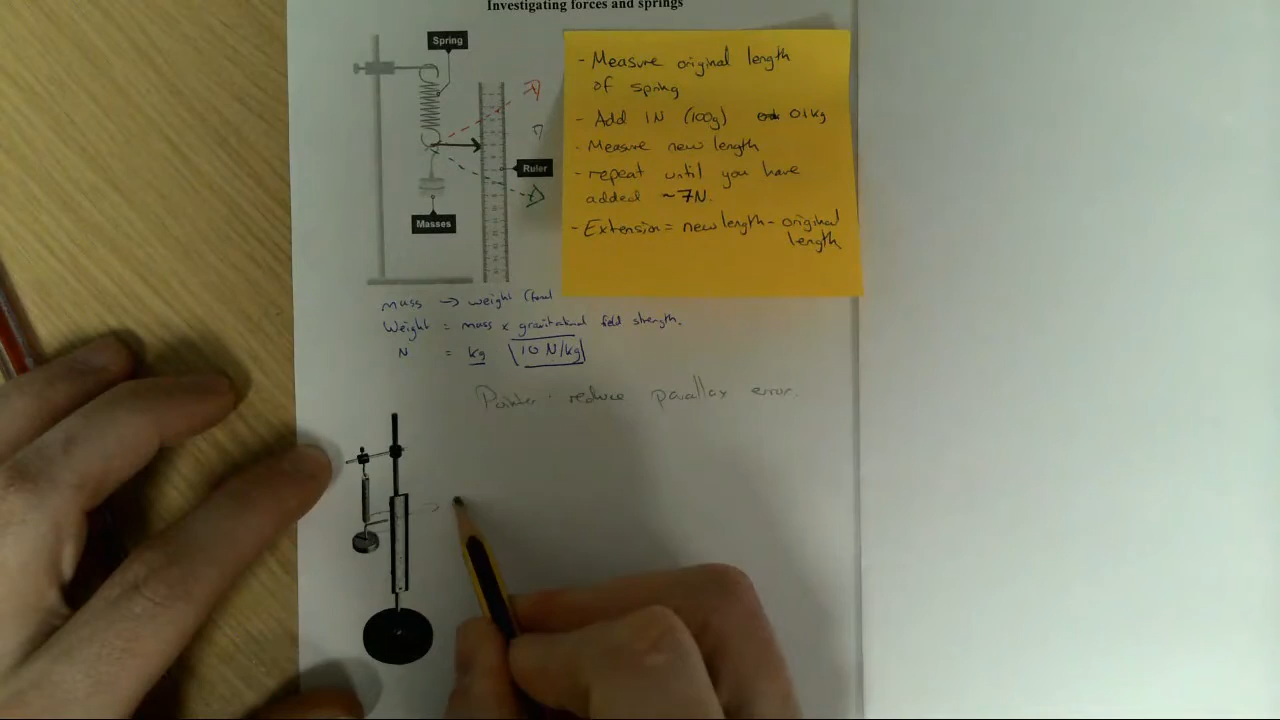 Investigating forces and springs
Spring
Ruler
Masses
- Measure original length
of spring
- Add 1N (100g) 0.1kg
- Measure new length
- repeat until you have
added ~7N.
- Extension = new length - original
length
mass → weight (
Weight = mass x gravitational field strength.
N = kg 10 N/kg
Pointer: reduce parallax error.